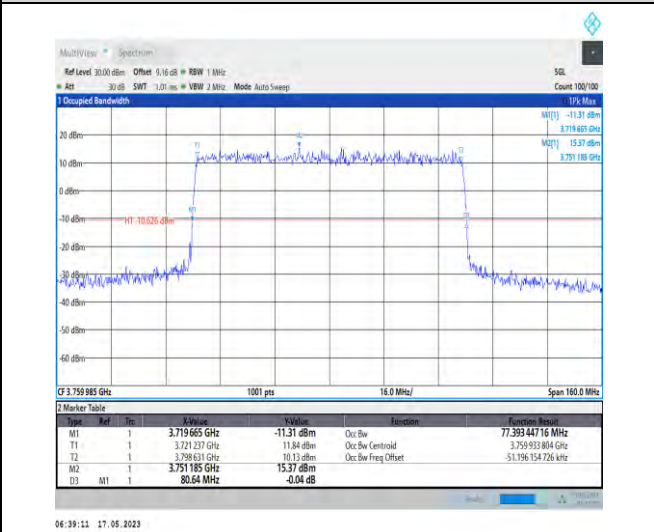 MultiView Spectrum
Ref Level 30.00 dBm Offset 9.16 dB RBW 1 MHz SGL
Att 30 dB SWT 1.01 ms VBW 2 MHz Mode Auto Sweep Count 100/100
1 Occupied Bandwidth 1Pk Max
M1[1] -11.31 dBm
3.719 665 GHz
M2[1] 15.37 dBm
3.751 185 GHz
20 dBm
M2
T1
T2
10 dBm
0 dBm
M1
-10 dBm
H1 -10.626 dBm
D3
-20 dBm
-30 dBm
-40 dBm
-50 dBm
-60 dBm
CF 3.759 985 GHz 1001 pts 16.0 MHz/ Span 160.0 MHz
2 Marker Table
Type Ref Trc X-Value Y-Value Function Function Result
M1 1 3.719 665 GHz -11.31 dBm Occ Bw 77.393 447 16 MHz
T1 1 3.721 237 GHz 11.84 dBm Occ Bw Centroid 3.759 933 804 GHz
T2 1 3.798 631 GHz 10.13 dBm Occ Bw Freq Offset -51.196 154 726 kHz
M2 1 3.751 185 GHz 15.37 dBm
D3 M1 1 80.64 MHz -0.04 dB
06:39:11 17.05.2023